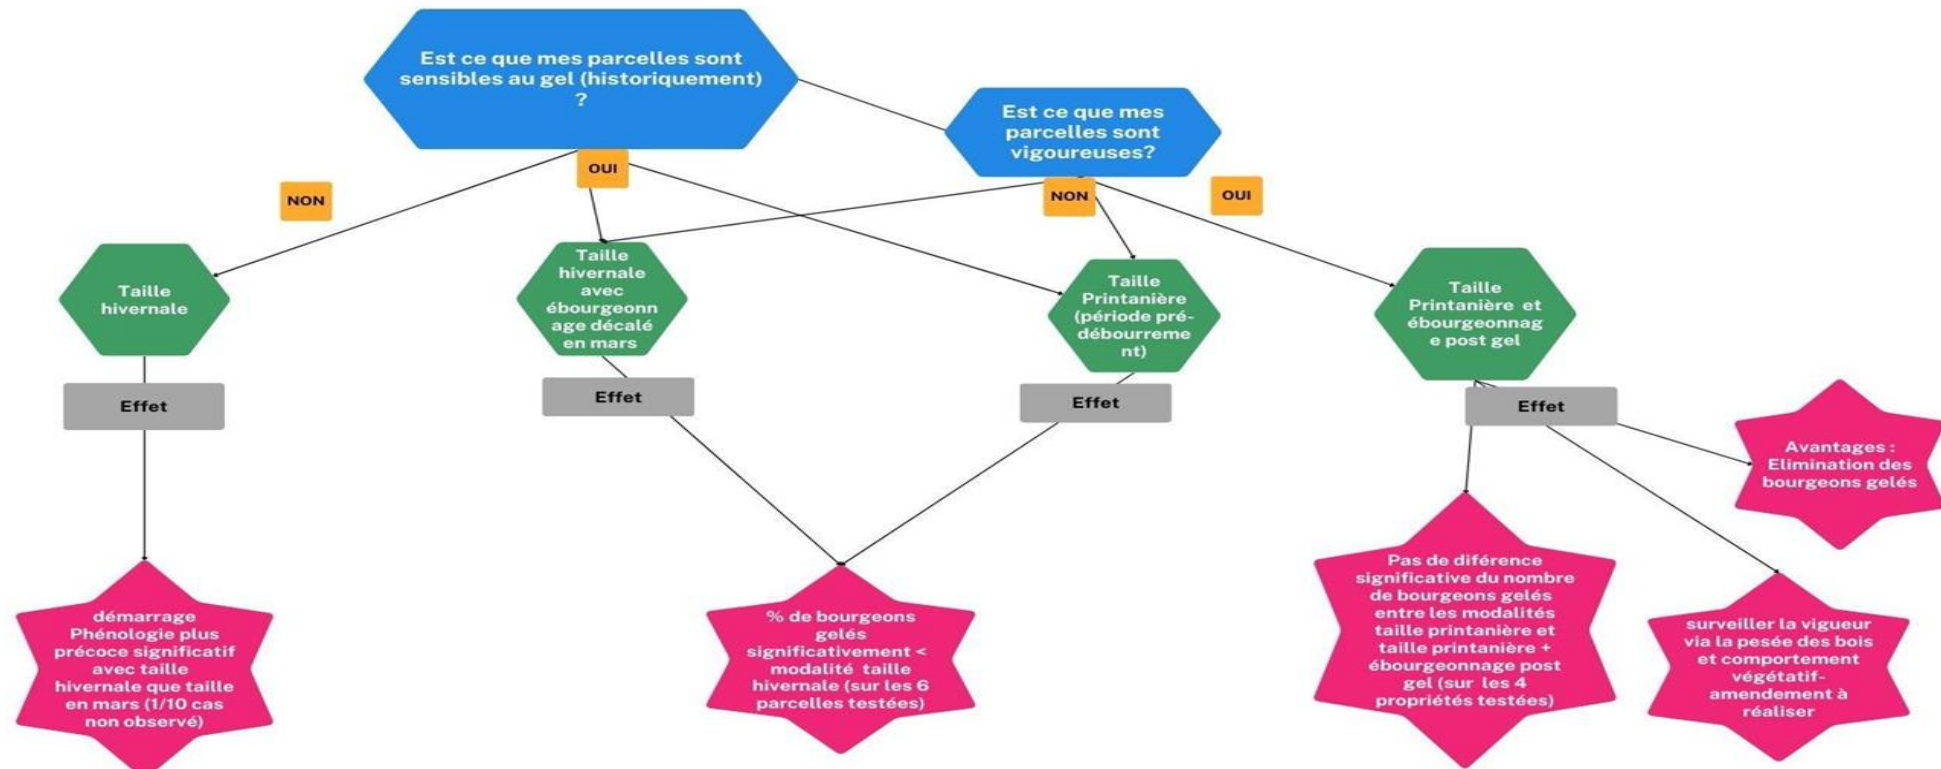 Est ce que mes parcelles sont
sensibles au gel (historiquement)
?
Est ce que mes
parcelles sont
vigoureuses?
OUI
NON
NON
OUI
Taille
hivernale
Taille
hivernale
avec
ébourgeonn
age décalé
en mars
Taille
Printanière
(période pré-
débourreme
nt)
Taille
Printanière et
ébourgeonnag
e post gel
Effet
Effet
Effet
Effet
Avantages :
Elimination des
bourgeons gelés
démarrage
Phénologie plus
précoce significatif
avec taille
hivernale que taille
en mars (1/10 cas
non observé)
% de bourgeons
gelés
significativement <
modalité taille
hivernale (sur les 6
parcelles testées)
Pas de diférence
significative du nombre
de bourgeons gelés
entre les modalités
taille printanière et
taille printanière +
ébourgeonnage post
gel (sur les 4
propriétés testées)
surveiller la vigueur
via la pesée des bois
et comportement
végétatif-
amendement à
réaliser